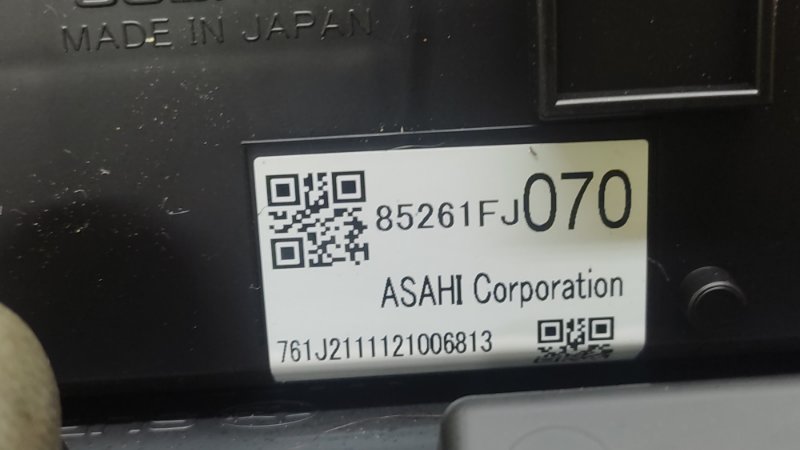 MADE IN JAPAN
85261FJ070
ASAHI Corporation
761J2111121006813